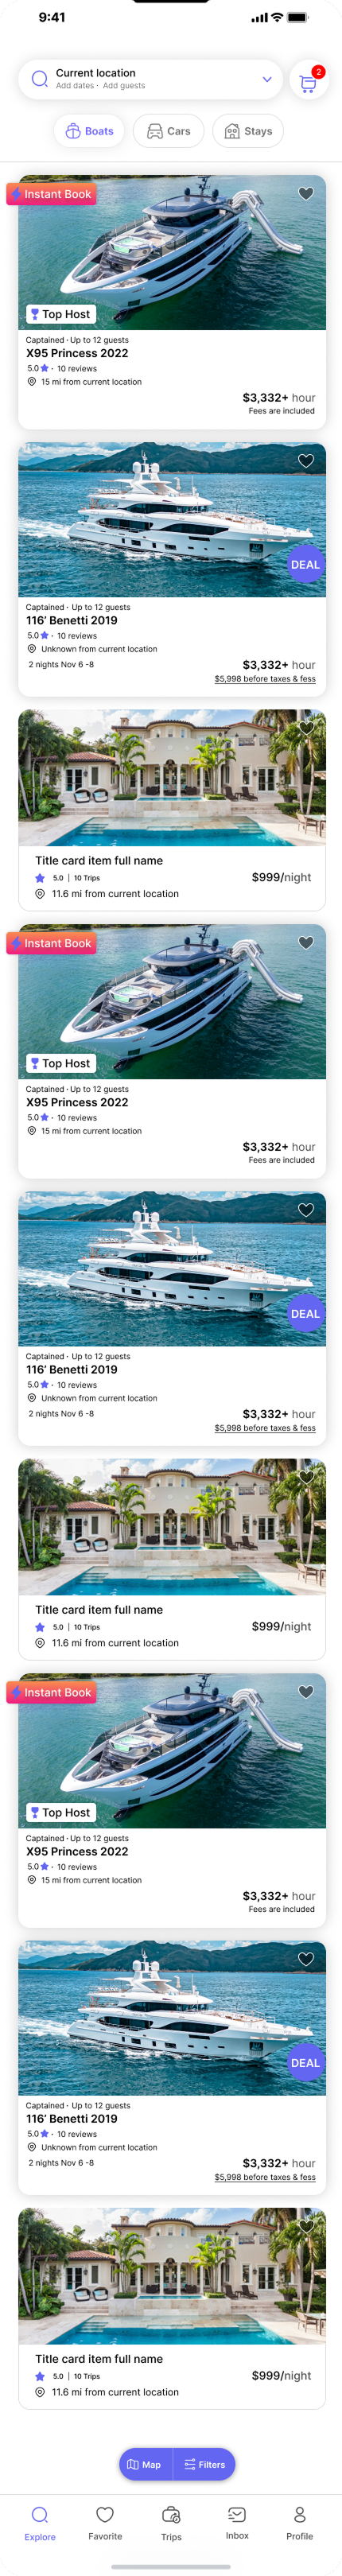 9:41
Current location
Add dates · Add guests
2
Boats
Cars
Stays
Instant Book
Top Host
Captained · Up to 12 guests
X95 Princess 2022
5.0 · 10 reviews
15 mi from current location
$3,332+ hour
Fees are included
DEAL
Captained · Up to 12 guests
116’ Benetti 2019
5.0 · 10 reviews
Unknown from current location
2 nights Nov 6 -8
$3,332+ hour
$5,998 before taxes & fess
Title card item full name
5.0 | 10 Trips
$999/night
11.6 mi from current location
Instant Book
Top Host
Captained · Up to 12 guests
X95 Princess 2022
5.0 · 10 reviews
15 mi from current location
$3,332+ hour
Fees are included
DEAL
Captained · Up to 12 guests
116’ Benetti 2019
5.0 · 10 reviews
Unknown from current location
2 nights Nov 6 -8
$3,332+ hour
$5,998 before taxes & fess
Title card item full name
5.0 | 10 Trips
$999/night
11.6 mi from current location
Instant Book
Top Host
Captained · Up to 12 guests
X95 Princess 2022
5.0 · 10 reviews
15 mi from current location
$3,332+ hour
Fees are included
DEAL
Captained · Up to 12 guests
116’ Benetti 2019
5.0 · 10 reviews
Unknown from current location
2 nights Nov 6 -8
$3,332+ hour
$5,998 before taxes & fess
Title card item full name
5.0 | 10 Trips
$999/night
11.6 mi from current location
Map
Filters
Explore
Favorite
Trips
Inbox
Profile